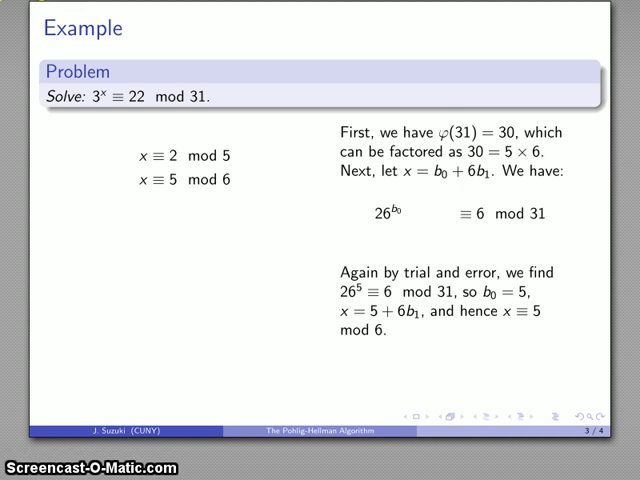 Example
Problem
Solve: 3^x ≡ 22 mod 31.
x ≡ 2 mod 5
x ≡ 5 mod 6
First, we have φ(31) = 30, which
can be factored as 30 = 5 × 6.
Next, let x = b₀ + 6b₁. We have:
26^b₀ ≡ 6 mod 31
Again by trial and error, we find
26⁵ ≡ 6 mod 31, so b₀ = 5,
x = 5 + 6b₁, and hence x ≡ 5
mod 6.
J. Suzuki (CUNY) The Pohlig-Hellman Algorithm 3 / 4
Screencast-O-Matic.com